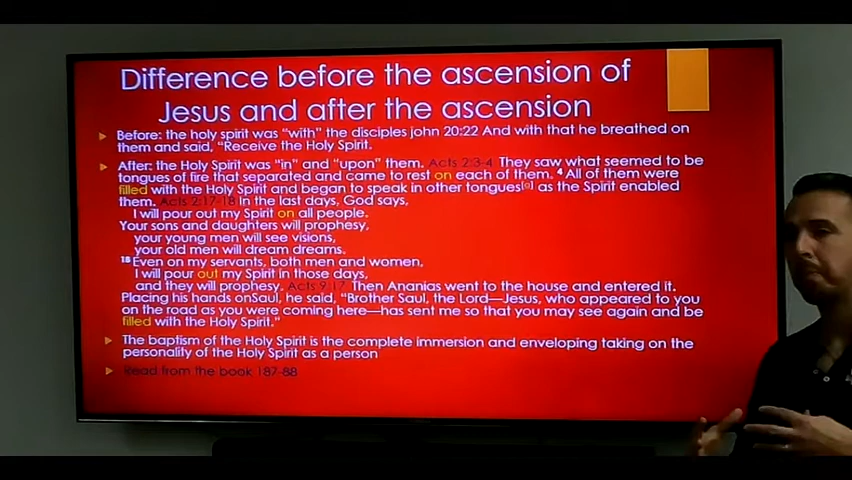 Difference before the ascension of
Jesus and after the ascension
Before: the holy spirit was “with” the disciples john 20:22 And with that he breathed on
them and said, “Receive the Holy Spirit.
After: the Holy Spirit was “in” and “upon” them. Acts 2:3-4 They saw what seemed to be
tongues of fire that separated and came to rest on each of them. ⁴ All of them were
filled with the Holy Spirit and began to speak in other tongues[a] as the Spirit enabled
them. Acts 2:17-18 In the last days, God says,
I will pour out my Spirit on all people.
Your sons and daughters will prophesy,
your young men will see visions,
your old men will dream dreams.
¹⁸ Even on my servants, both men and women,
I will pour out my Spirit in those days,
and they will prophesy. Acts 9:17 Then Ananias went to the house and entered it.
Placing his hands onSaul, he said, “Brother Saul, the Lord—Jesus, who appeared to you
on the road as you were coming here—has sent me so that you may see again and be
filled with the Holy Spirit.”
The baptism of the Holy Spirit is the complete immersion and enveloping taking on the
personality of the Holy Spirit as a person
Read from the book 187-88